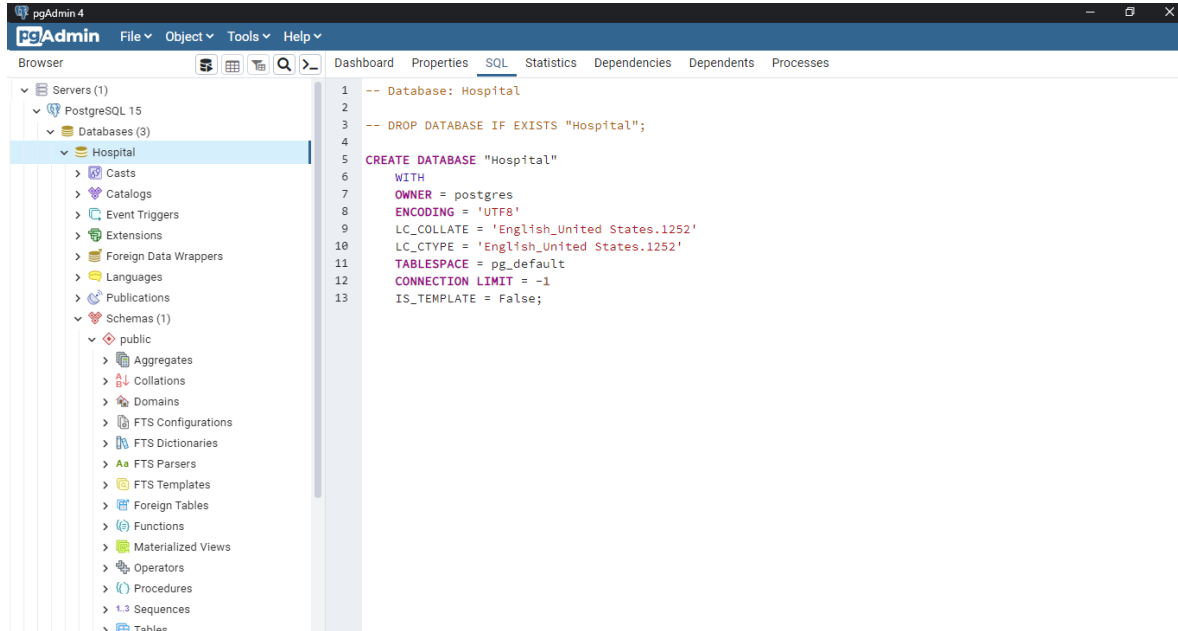 pgAdmin 4
pgAdmin File Object Tools Help
Browser
Dashboard Properties SQL Statistics Dependencies Dependents Processes
Servers (1)
PostgreSQL 15
Databases (3)
Hospital
Casts
Catalogs
Event Triggers
Extensions
Foreign Data Wrappers
Languages
Publications
Schemas (1)
public
Aggregates
Collations
Domains
FTS Configurations
FTS Dictionaries
Aa FTS Parsers
FTS Templates
Foreign Tables
Functions
Materialized Views
Operators
Procedures
1..3 Sequences
Tables
1 -- Database: Hospital
2
3 -- DROP DATABASE IF EXISTS "Hospital";
4
5 CREATE DATABASE "Hospital"
6 WITH
7 OWNER = postgres
8 ENCODING = 'UTF8'
9 LC_COLLATE = 'English_United States.1252'
10 LC_CTYPE = 'English_United States.1252'
11 TABLESPACE = pg_default
12 CONNECTION LIMIT = -1
13 IS_TEMPLATE = False;